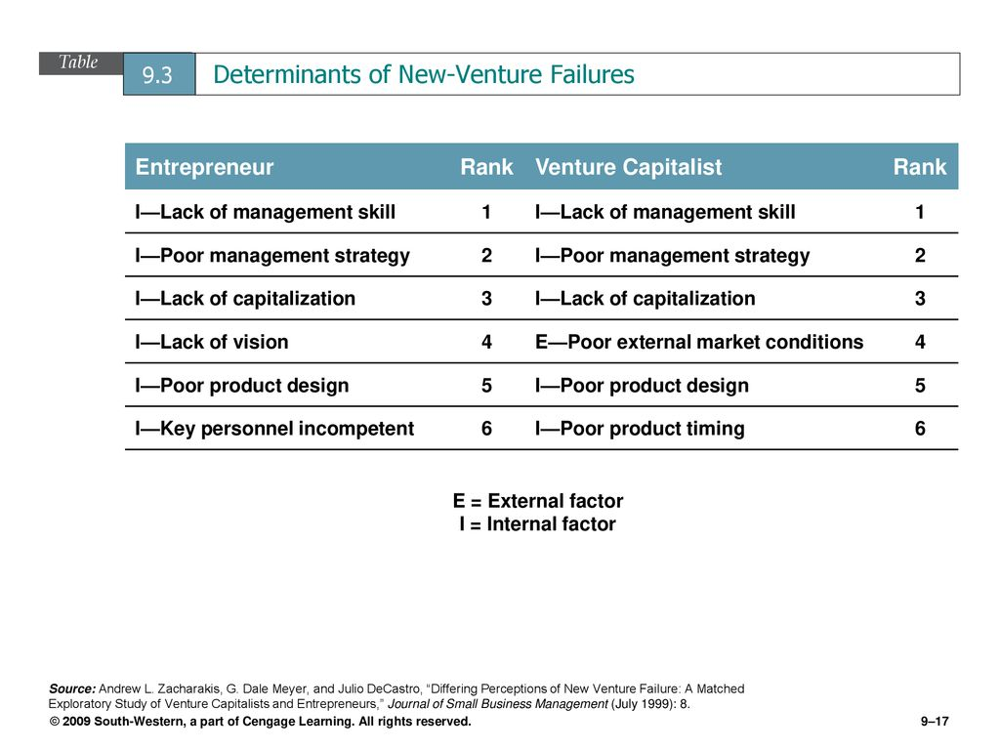 Table
9.3 Determinants of New-Venture Failures
Entrepreneur Rank Venture Capitalist Rank
I—Lack of management skill 1 I—Lack of management skill 1
I—Poor management strategy 2 I—Poor management strategy 2
I—Lack of capitalization 3 I—Lack of capitalization 3
I—Lack of vision 4 E—Poor external market conditions 4
I—Poor product design 5 I—Poor product design 5
I—Key personnel incompetent 6 I—Poor product timing 6
E = External factor
I = Internal factor
Source: Andrew L. Zacharakis, G. Dale Meyer, and Julio DeCastro, “Differing Perceptions of New Venture Failure: A Matched
Exploratory Study of Venture Capitalists and Entrepreneurs,” Journal of Small Business Management (July 1999): 8.
© 2009 South-Western, a part of Cengage Learning. All rights reserved. 9–17